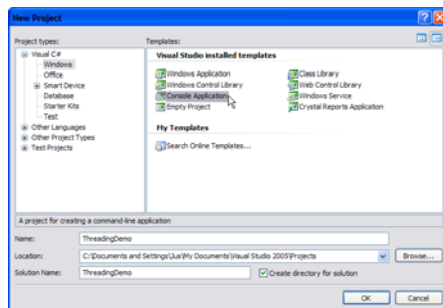 New Project
Project types:
Templates:
Visual C#
Windows
Office
Smart Device
Database
Starter Kits
Test
Other Languages
Other Project Types
Test Projects
Visual Studio installed templates
Windows Application
Windows Control Library
Console Application
Empty Project
Class Library
Web Control Library
Windows Service
Crystal Reports Application
My Templates
Search Online Templates...
A project for creating a command-line application
Name:
ThreadingDemo
Location:
C:\Documents and Settings\Jus\My Documents\Visual Studio 2005\Projects
Browse...
Solution Name:
ThreadingDemo
Create directory for solution
OK
Cancel